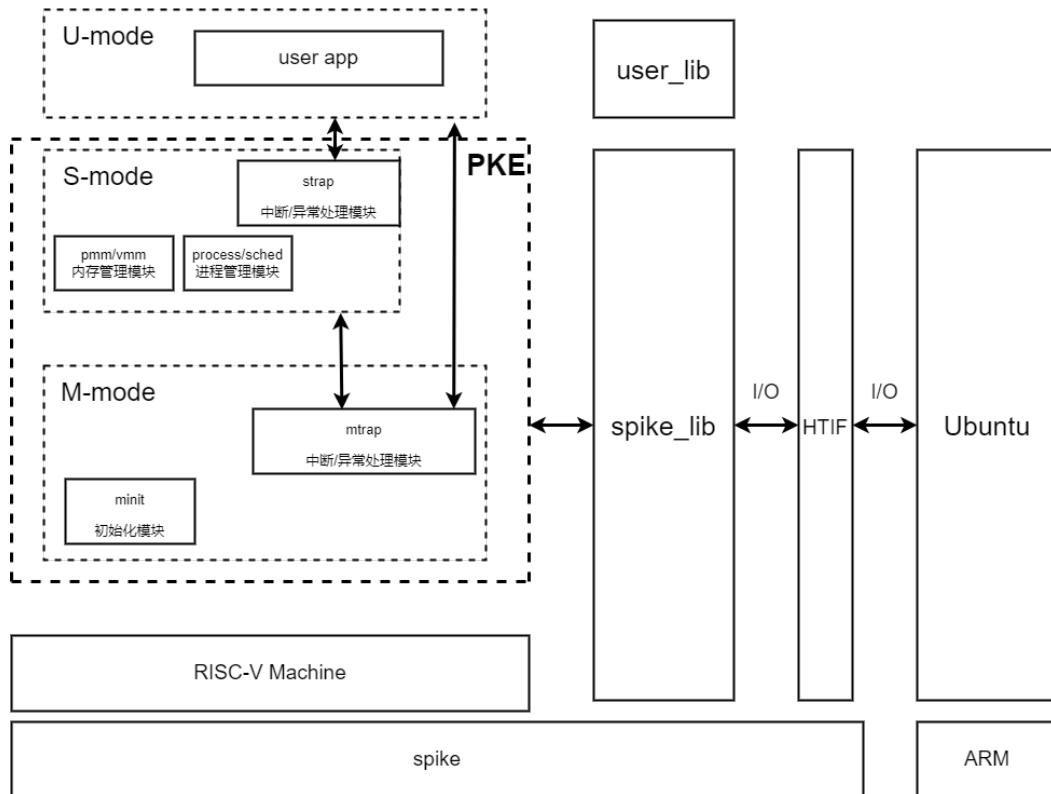 U-mode
user app
user_lib
PKE
S-mode
strap
中断/异常处理模块
pmm/vmm
内存管理模块
process/sched
进程管理模块
M-mode
mtrap
中断/异常处理模块
minit
初始化模块
spike_lib
I/O
HTIF
I/O
Ubuntu
RISC-V Machine
spike
ARM